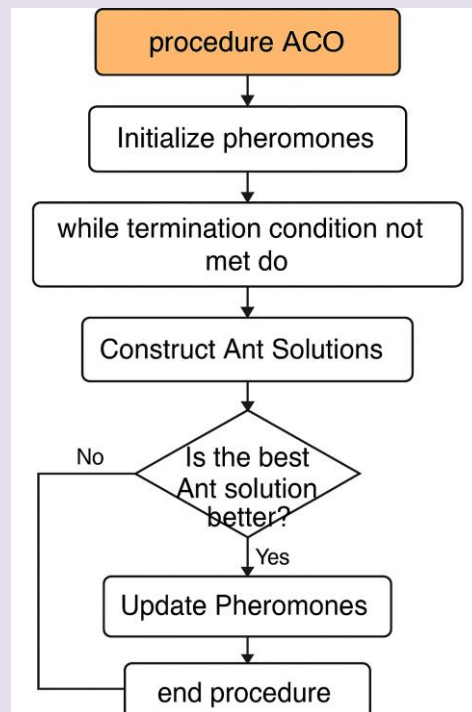 procedure ACO
Initialize pheromones
while termination condition not
met do
Construct Ant Solutions
No
Is the best
Ant solution
better?
Yes
Update Pheromones
end procedure